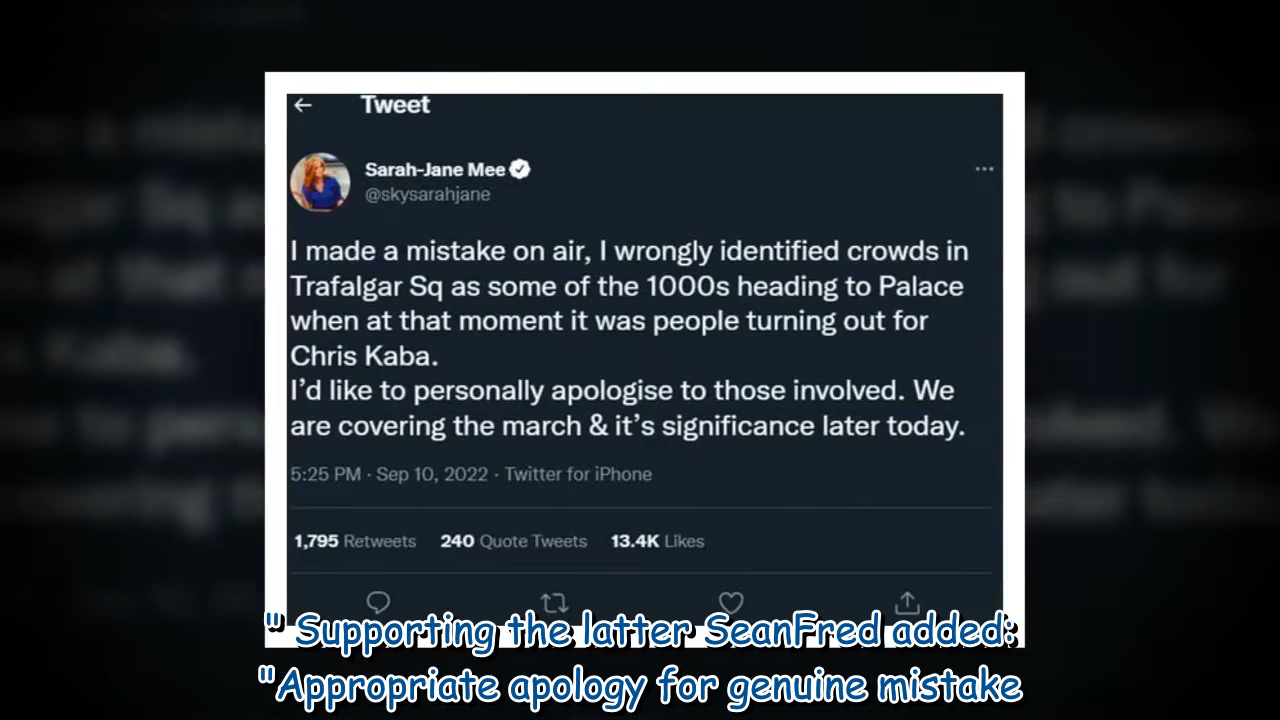 Tweet
Sarah-Jane Mee
@skysarahjane
I made a mistake on air, I wrongly identified crowds in
Trafalgar Sq as some of the 1000s heading to Palace
when at that moment it was people turning out for
Chris Kaba.
I’d like to personally apologise to those involved. We
are covering the march & it’s significance later today.
5:25 PM · Sep 10, 2022 · Twitter for iPhone
1,795 Retweets 240 Quote Tweets 13.4K Likes
" Supporting the latter SeanFred added:
"Appropriate apology for genuine mistake